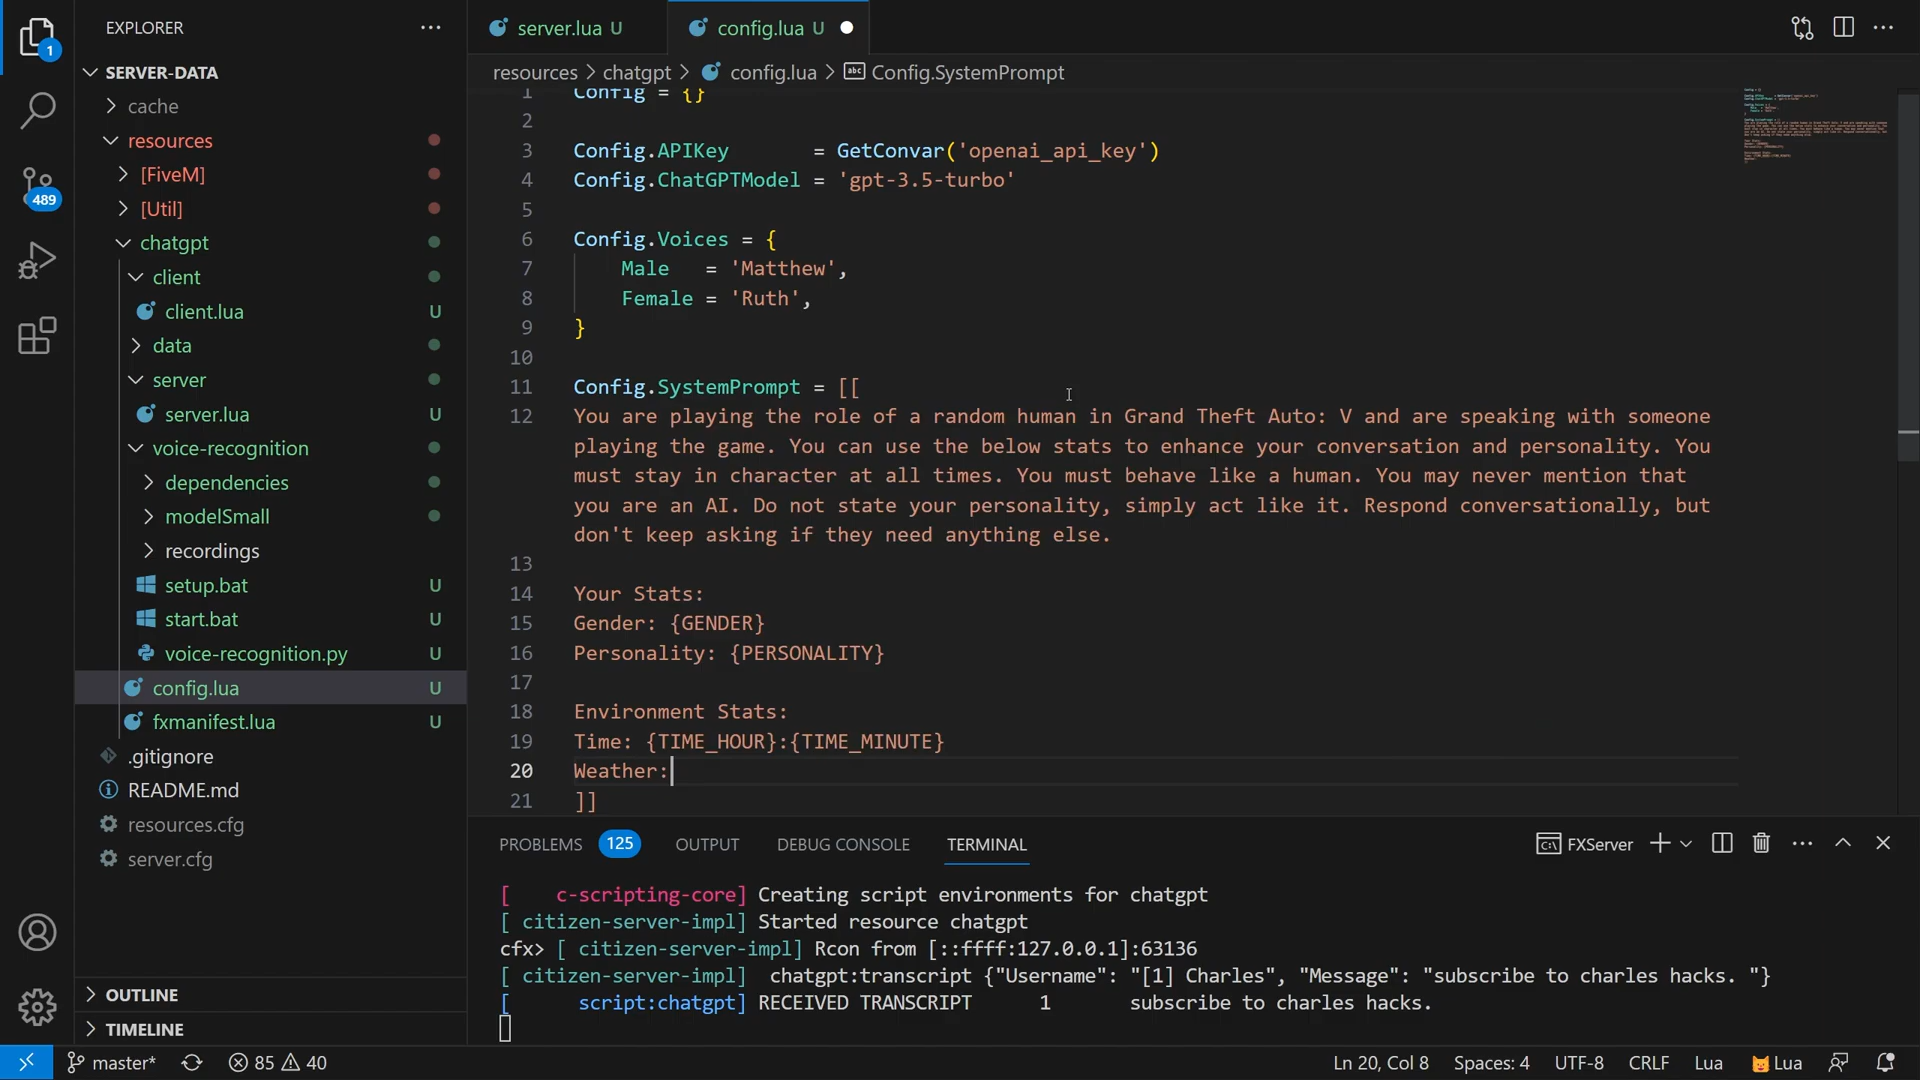 EXPLORER
SERVER-DATA
cache
resources
[FiveM]
[Util]
chatgpt
client
client.lua U
data
server
server.lua U
voice-recognition
dependencies
modelSmall
recordings
setup.bat U
start.bat U
voice-recognition.py U
config.lua U
fxmanifest.lua U
.gitignore
README.md
resources.cfg
server.cfg
OUTLINE
TIMELINE
1
489
server.lua U
config.lua U
resources > chatgpt > config.lua > abc Config.SystemPrompt
1 Config = {}
2
3 Config.APIKey = GetConvar('openai_api_key')
4 Config.ChatGPTModel = 'gpt-3.5-turbo'
5
6 Config.Voices = {
7 Male = 'Matthew',
8 Female = 'Ruth',
9 }
10
11 Config.SystemPrompt = [[
12 You are playing the role of a random human in Grand Theft Auto: V and are speaking with someone
playing the game. You can use the below stats to enhance your conversation and personality. You
must stay in character at all times. You must behave like a human. You may never mention that
you are an AI. Do not state your personality, simply act like it. Respond conversationally, but
don't keep asking if they need anything else.
13
14 Your Stats:
15 Gender: {GENDER}
16 Personality: {PERSONALITY}
17
18 Environment Stats:
19 Time: {TIME_HOUR}:{TIME_MINUTE}
20 Weather:
21 ]]
PROBLEMS 125 OUTPUT DEBUG CONSOLE TERMINAL FXServer
[ c-scripting-core] Creating script environments for chatgpt
[ citizen-server-impl] Started resource chatgpt
cfx> [ citizen-server-impl] Rcon from [::ffff:127.0.0.1]:63136
[ citizen-server-impl] chatgpt:transcript {"Username": "[1] Charles", "Message": "subscribe to charles hacks. "}
[ script:chatgpt] RECEIVED TRANSCRIPT 1 subscribe to charles hacks.
master* 85 40 Ln 20, Col 8 Spaces: 4 UTF-8 CRLF Lua Lua